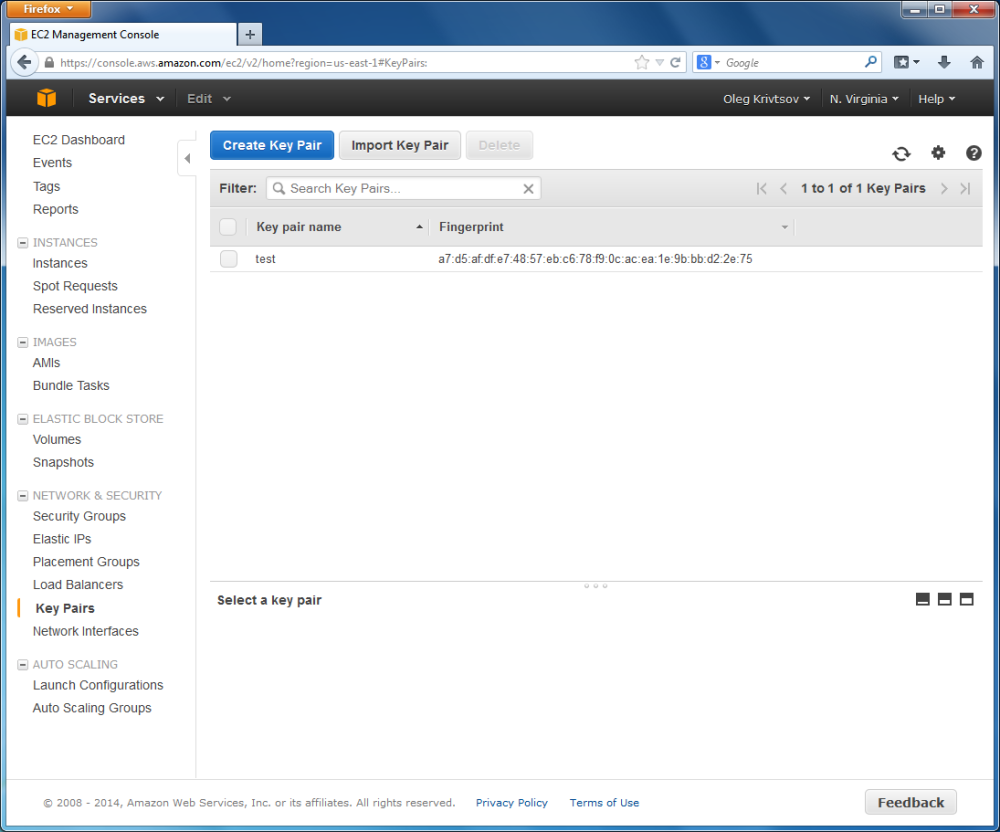 Firefox
EC2 Management Console
https://console.aws.amazon.com/ec2/v2/home?region=us-east-1#KeyPairs:
Google
Services
Edit
Oleg Krivtsov
N. Virginia
Help
EC2 Dashboard
Events
Tags
Reports
INSTANCES
Instances
Spot Requests
Reserved Instances
IMAGES
AMIs
Bundle Tasks
ELASTIC BLOCK STORE
Volumes
Snapshots
NETWORK & SECURITY
Security Groups
Elastic IPs
Placement Groups
Load Balancers
Key Pairs
Network Interfaces
AUTO SCALING
Launch Configurations
Auto Scaling Groups
Create Key Pair
Import Key Pair
Delete
Filter:
Search Key Pairs...
1 to 1 of 1 Key Pairs
Key pair name
Fingerprint
test
a7:d5:af:df:e7:48:57:eb:c6:78:f9:0c:ac:ea:1e:9b:bb:d2:2e:75
Select a key pair
© 2008 - 2014, Amazon Web Services, Inc. or its affiliates. All rights reserved.
Privacy Policy
Terms of Use
Feedback